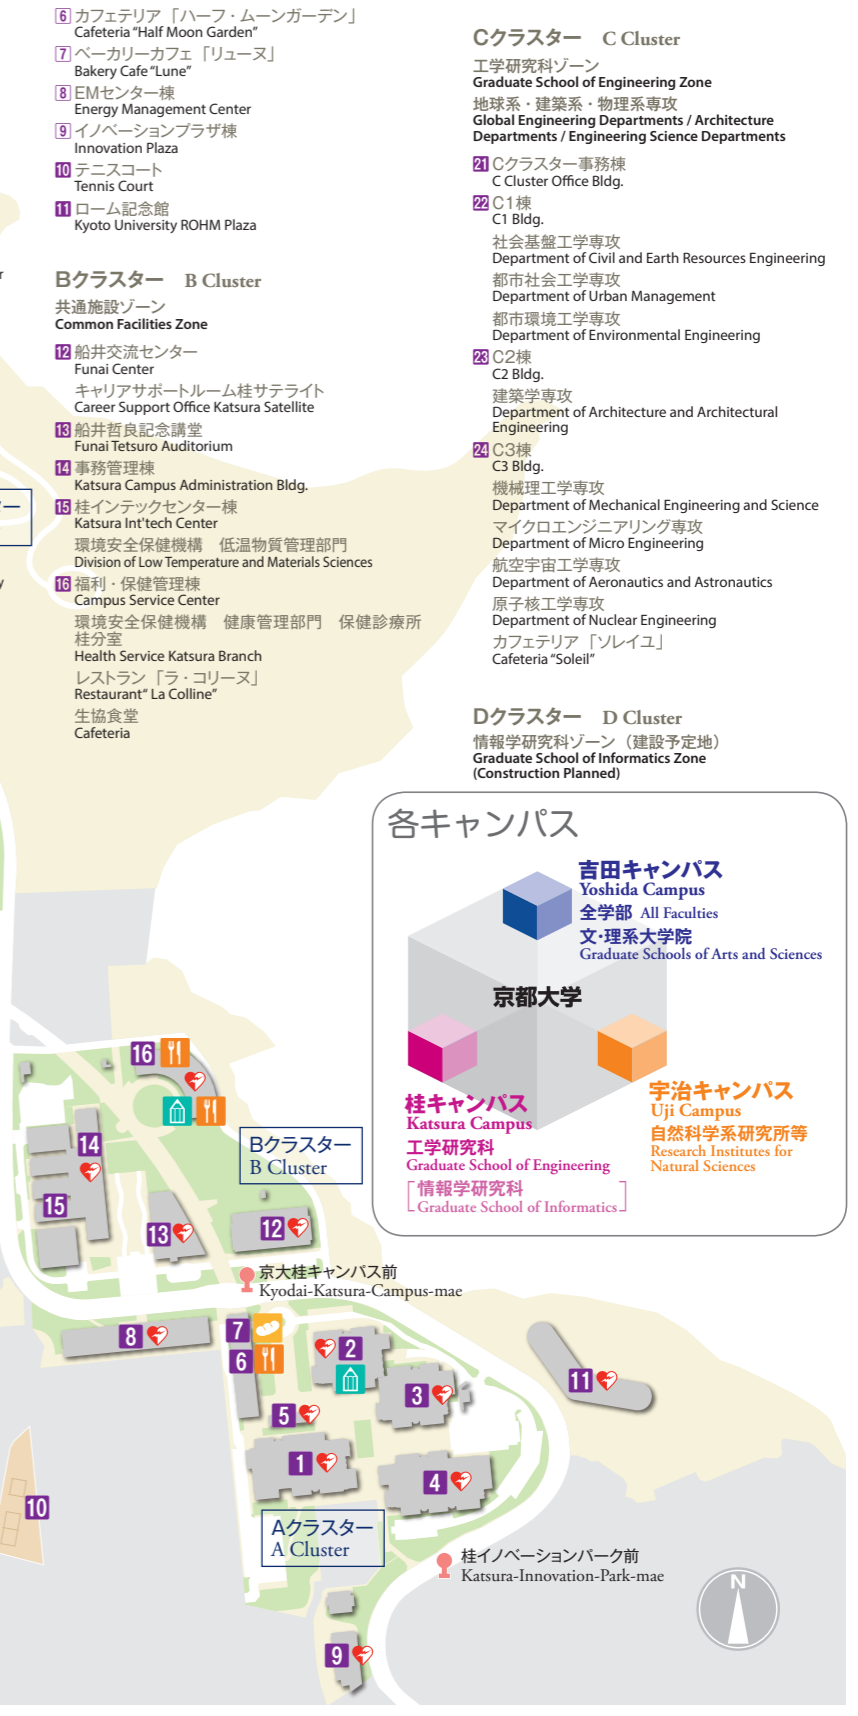 6 カフェテリア「ハーフ・ムーンガーデン」
Cafeteria “Half Moon Garden”
7 ベーカリーカフェ「リューヌ」
Bakery Cafe “Lune”
8 EMセンター棟
Energy Management Center
9 イノベーションプラザ棟
Innovation Plaza
10 テニスコート
Tennis Court
11 ローム記念館
Kyoto University ROHM Plaza
Bクラスター B Cluster
共通施設ゾーン
Common Facilities Zone
12 船井交流センター
Funai Center
キャリアサポートルーム桂サテライト
Career Support Office Katsura Satellite
13 船井哲良記念講堂
Funai Tetsuro Auditorium
14 事務管理棟
Katsura Campus Administration Bldg.
15 桂インテックセンター棟
Katsura Int'tech Center
環境安全保健機構 低温物質管理部門
Division of Low Temperature and Materials Sciences
16 福利・保健管理棟
Campus Service Center
環境安全保健機構 健康管理部門 保健診療所
桂分室
Health Service Katsura Branch
レストラン「ラ・コリーヌ」
Restaurant“ La Colline”
生協食堂
Cafeteria
Cクラスター C Cluster
工学研究科ゾーン
Graduate School of Engineering Zone
地球系・建築系・物理系専攻
Global Engineering Departments / Architecture
Departments / Engineering Science Departments
21 Cクラスター事務棟
C Cluster Office Bldg.
22 C1棟
C1 Bldg.
社会基盤工学専攻
Department of Civil and Earth Resources Engineering
都市社会工学専攻
Department of Urban Management
都市環境工学専攻
Department of Environmental Engineering
23 C2棟
C2 Bldg.
建築学専攻
Department of Architecture and Architectural
Engineering
24 C3棟
C3 Bldg.
機械理工学専攻
Department of Mechanical Engineering and Science
マイクロエンジニアリング専攻
Department of Micro Engineering
航空宇宙工学専攻
Department of Aeronautics and Astronautics
原子核工学専攻
Department of Nuclear Engineering
カフェテリア「ソレイユ」
Cafeteria “Soleil”
Dクラスター D Cluster
情報学研究科ゾーン（建設予定地）
Graduate School of Informatics Zone
(Construction Planned)
各キャンパス
吉田キャンパス
Yoshida Campus
全学部 All Faculties
文・理系大学院
Graduate Schools of Arts and Sciences
京都大学
桂キャンパス
Katsura Campus
工学研究科
Graduate School of Engineering
[情報学研究科
Graduate School of Informatics]
宇治キャンパス
Uji Campus
自然科学系研究所等
Research Institutes for
Natural Sciences
16
14
15
13
12
Bクラスター
B Cluster
京大桂キャンパス前
Kyodai-Katsura-Campus-mae
8
7
6
2
3
5
1
4
11
10
Aクラスター
A Cluster
桂イノベーションパーク前
Katsura-Innovation-Park-mae
N
9